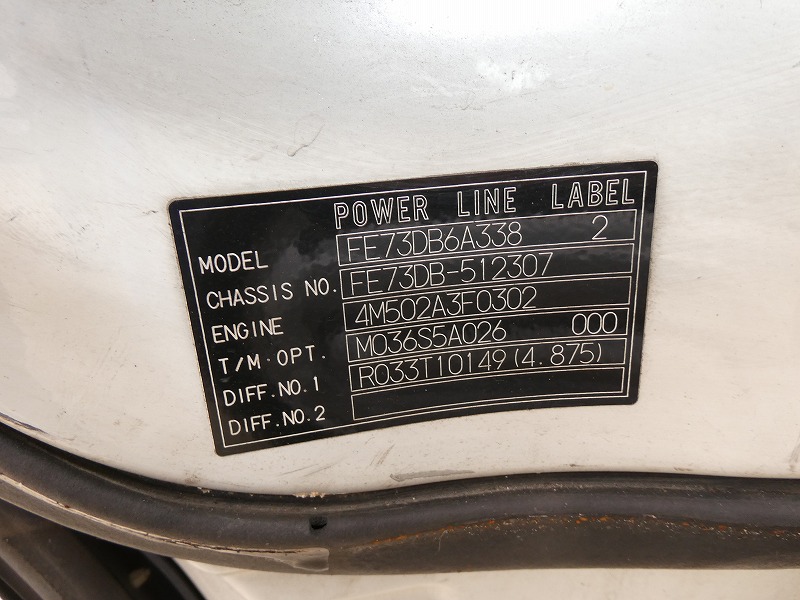 POWER LINE LABEL
MODEL FE73DB6A338 2
CHASSIS NO. FE73DB-512307
ENGINE 4M502A3F0302
T/M·OPT. M036S5A026 000
DIFF.NO.1 R033T10149(4.875)
DIFF.NO.2